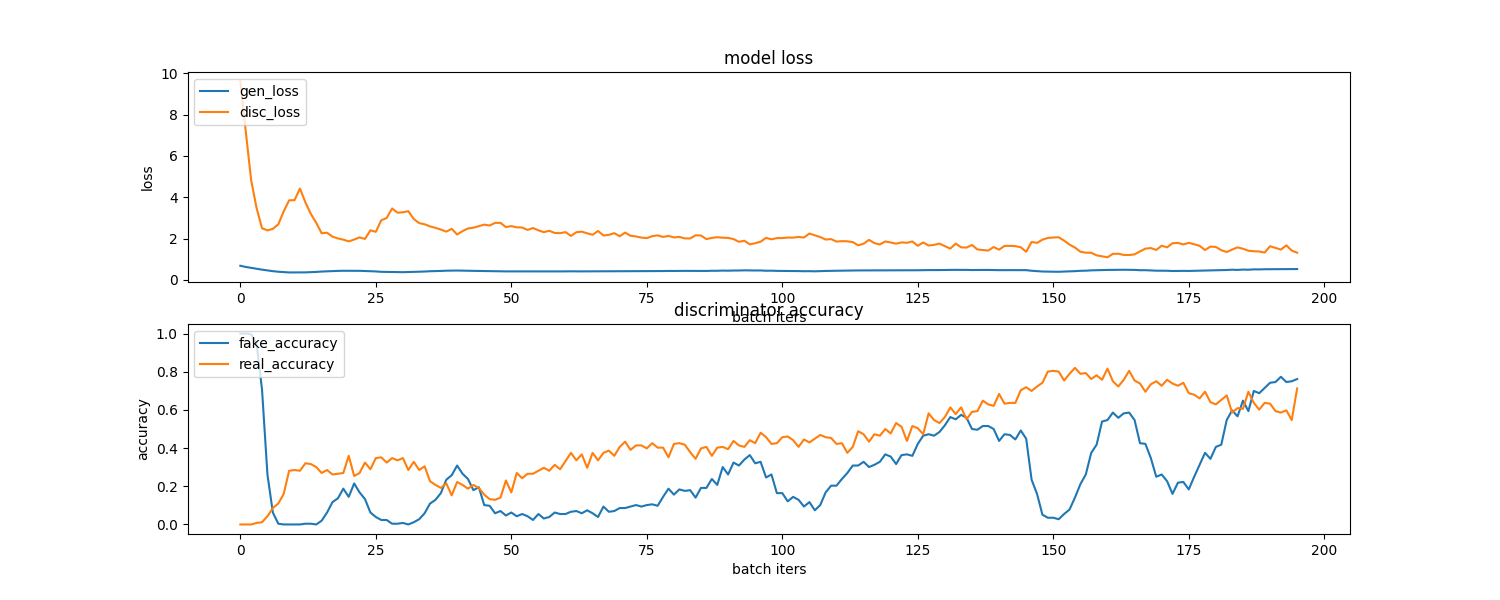 model loss
10
8
6
4
2
0
loss
gen_loss
disc_loss
0 25 50 75 100 125 150 175 200
batch iters
discriminator accuracy
1.0
0.8
0.6
0.4
0.2
0.0
accuracy
fake_accuracy
real_accuracy
0 25 50 75 100 125 150 175 200
batch iters